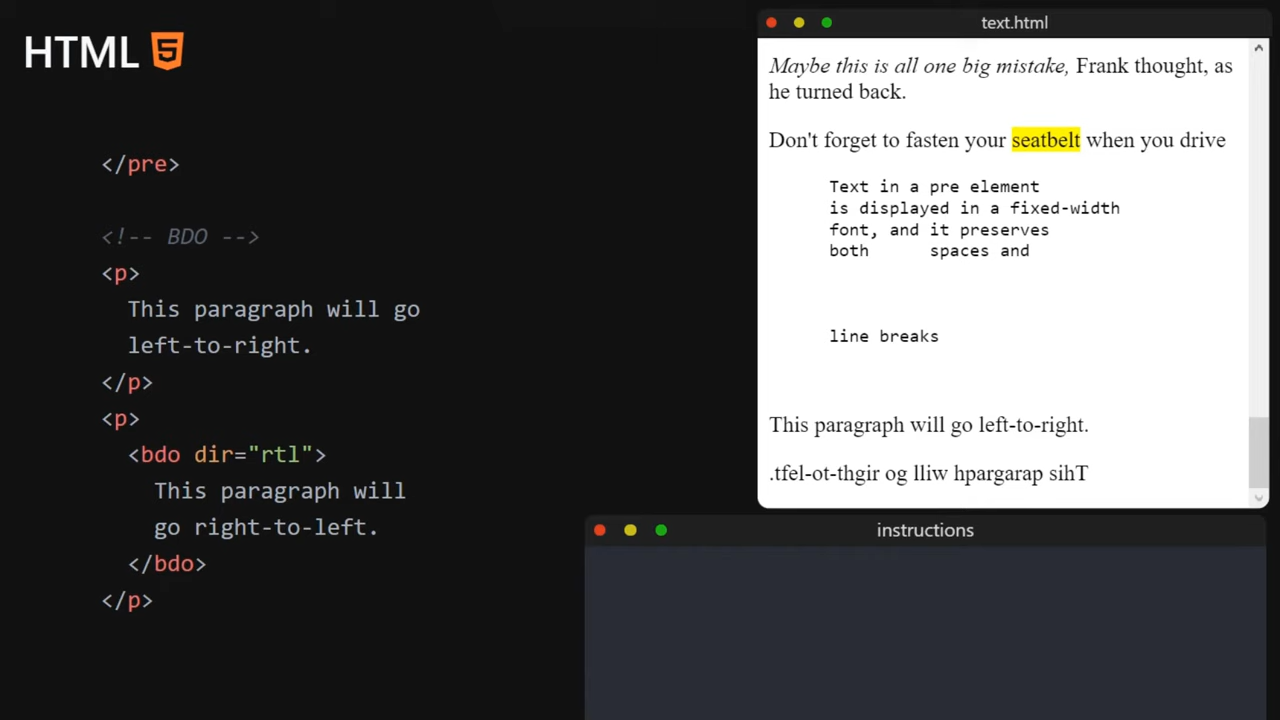 HTML 5
</pre>
<!-- BDO -->
<p>
This paragraph will go
left-to-right.
</p>
<p>
<bdo dir="rtl">
This paragraph will
go right-to-left.
</bdo>
</p>
text.html
Maybe this is all one big mistake, Frank thought, as
he turned back.
Don't forget to fasten your seatbelt when you drive
Text in a pre element
is displayed in a fixed-width
font, and it preserves
both      spaces and
line breaks
This paragraph will go left-to-right.
.tfel-ot-thgir og lliw hpargarap sihT
instructions